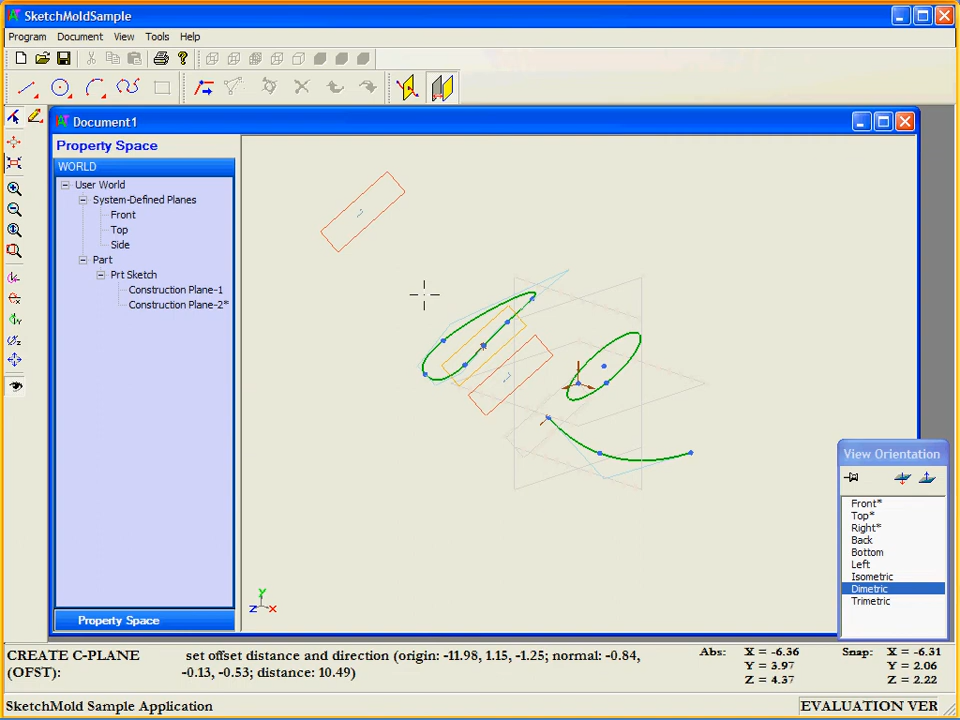 SketchMoldSample
Program Document View Tools Help
Document1
Property Space
WORLD
User World
System-Defined Planes
Front
Top
Side
Part
Prt Sketch
Construction Plane-1
Construction Plane-2*
Y
Z X
Property Space
View Orientation
Front*
Top*
Right*
Back
Bottom
Left
Isometric
Dimetric
Trimetric
CREATE C-PLANE (OFST): set offset distance and direction (origin: -11.98, 1.15, -1.25; normal: -0.84,
-0.13, -0.53; distance: 10.49)
Abs: X = -6.36 Snap: X = -6.31
Y = 3.97 Y = 2.06
Z = 4.37 Z = 2.22
SketchMold Sample Application EVALUATION VER